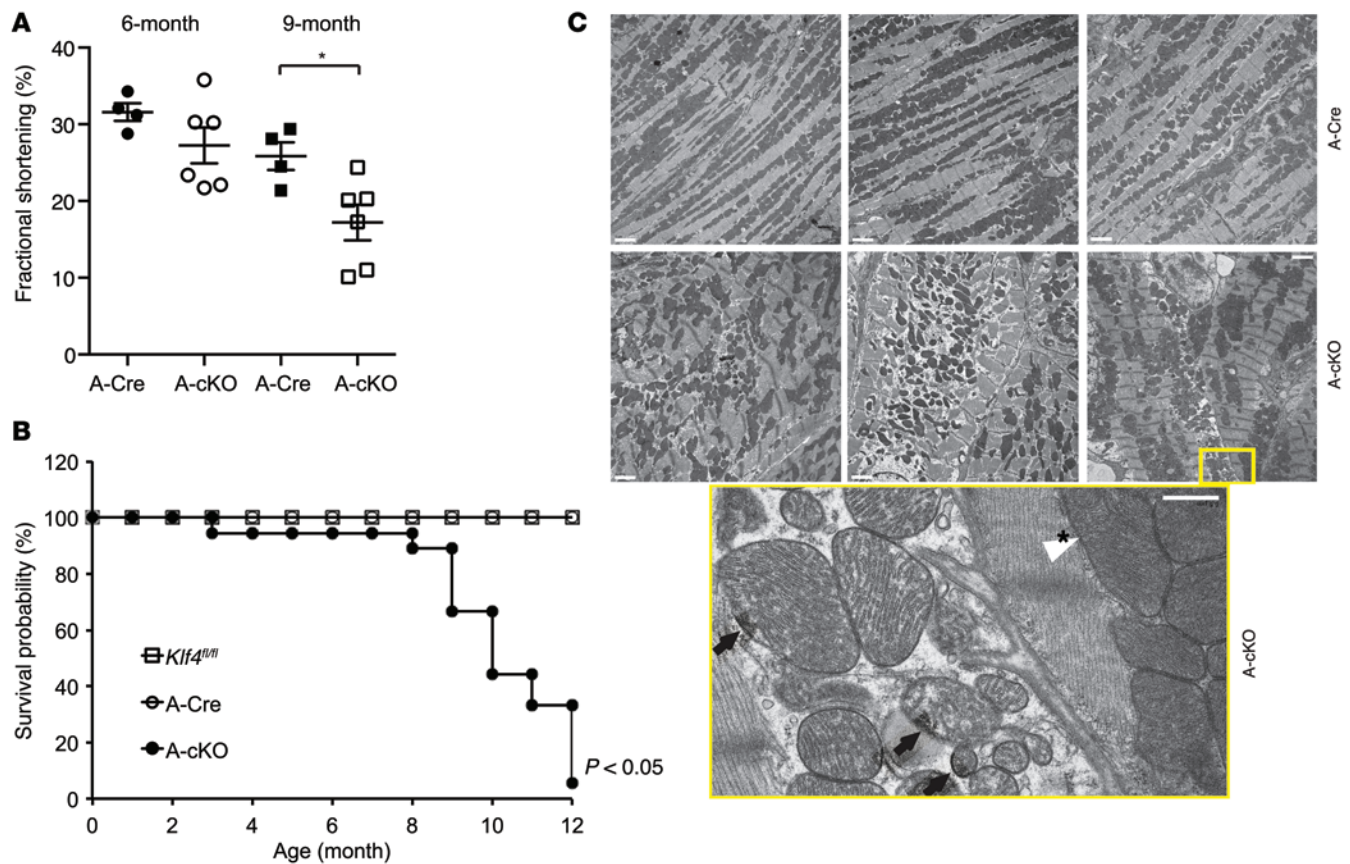 A
6-month 9-month
*
Fractional shortening (%)
40
30
20
10
0
A-Cre A-cKO A-Cre A-cKO
B
Survival probability (%)
120
100
80
60
40
20
0
Klf4fl/fl
A-Cre
A-cKO
P < 0.05
0 2 4 6 8 10 12
Age (month)
C
A-Cre
A-cKO
*
A-cKO